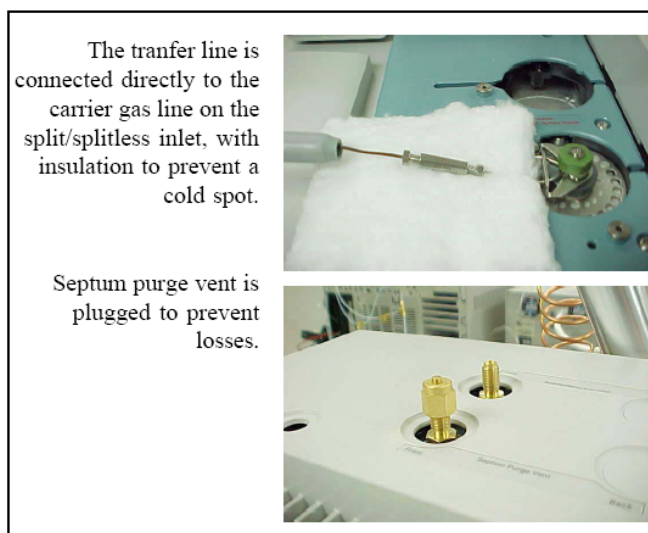 The tranfer line is
connected directly to the
carrier gas line on the
split/splitless inlet, with
insulation to prevent a
cold spot.
Septum purge vent is
plugged to prevent
losses.
Front
Septum Purge Vent
Back